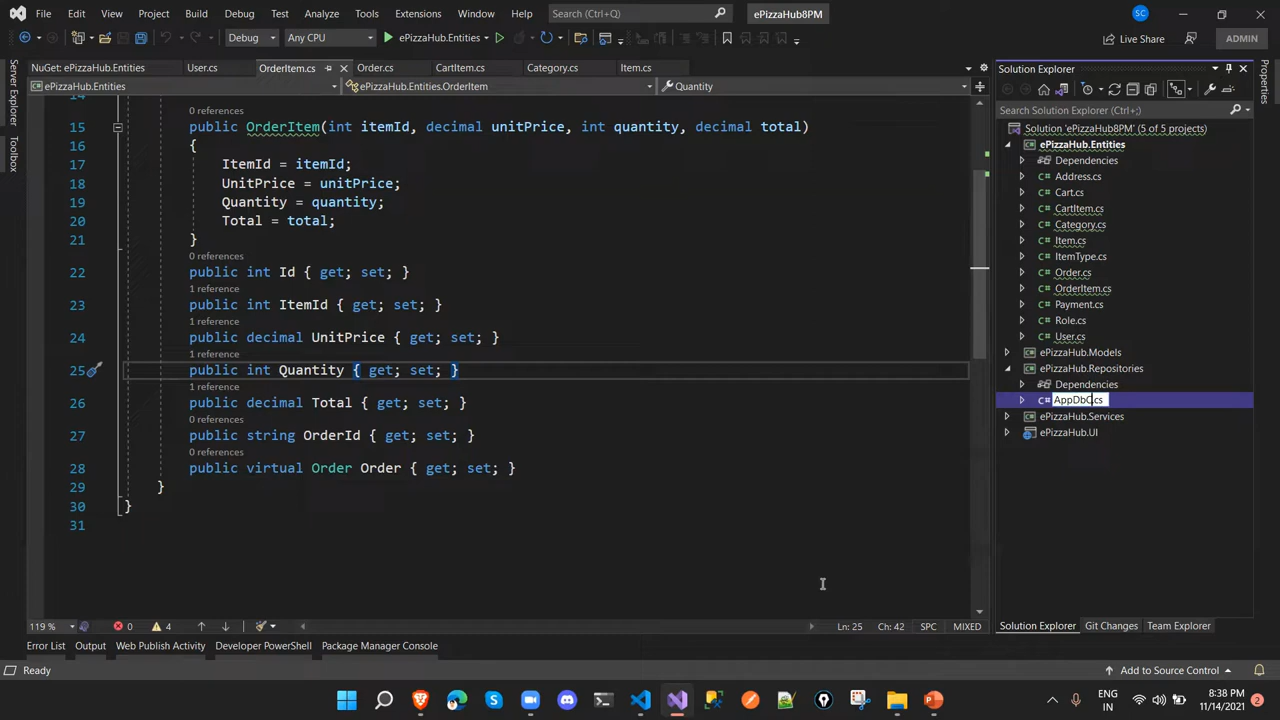 File Edit View Git Project Build Debug Test Analyze Tools Extensions Window Help Search (Ctrl+Q) ePizzaHub8PM SC
Debug Any CPU ePizzaHub.Entities Live Share ADMIN
NuGet: ePizzaHub.Entities User.cs OrderItem.cs Order.cs CartItem.cs Category.cs Item.cs
ePizzaHub.Entities ePizzaHub.Entities.OrderItem Quantity
Server Explorer
Toolbox
14
0 references
15 public OrderItem(int itemId, decimal unitPrice, int quantity, decimal total)
16 {
17 ItemId = itemId;
18 UnitPrice = unitPrice;
19 Quantity = quantity;
20 Total = total;
21 }
0 references
22 public int Id { get; set; }
1 reference
23 public int ItemId { get; set; }
1 reference
24 public decimal UnitPrice { get; set; }
1 reference
25 public int Quantity { get; set; }
1 reference
26 public decimal Total { get; set; }
0 references
27 public string OrderId { get; set; }
0 references
28 public virtual Order Order { get; set; }
29 }
30 }
31
119 % 0 4 Ln: 25 Ch: 42 SPC MIXED
Solution Explorer
Search Solution Explorer (Ctrl+;)
Solution 'ePizzaHub8PM' (5 of 5 projects)
ePizzaHub.Entities
Dependencies
C# Address.cs
C# Cart.cs
C# CartItem.cs
C# Category.cs
C# Item.cs
C# ItemType.cs
C# Order.cs
C# OrderItem.cs
C# Payment.cs
C# Role.cs
C# User.cs
ePizzaHub.Models
ePizzaHub.Repositories
Dependencies
C# AppDbC.cs
ePizzaHub.Services
ePizzaHub.UI
Solution Explorer Git Changes Team Explorer
Properties
Error List Output Web Publish Activity Developer PowerShell Package Manager Console
Ready Add to Source Control
ENG
IN
8:38 PM
11/14/2021
2